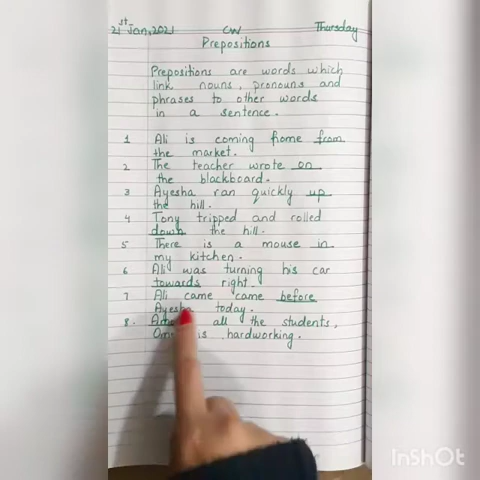 21st Jan, 2021 CW Thursday
Prepositions
Prepositions are words which
link nouns, pronouns and
phrases to other words
in a sentence.
1 Ali is coming home from
the market.
2 The teacher wrote on
the blackboard.
3 Ayesha ran quickly up
the hill.
4 Tony tripped and rolled
down the hill.
5 There is a mouse in
my kitchen.
6 Ali was turning his car
towards right.
7 Ali came came before
Ayesha today.
8. all the students,
is hardworking.
InShOt